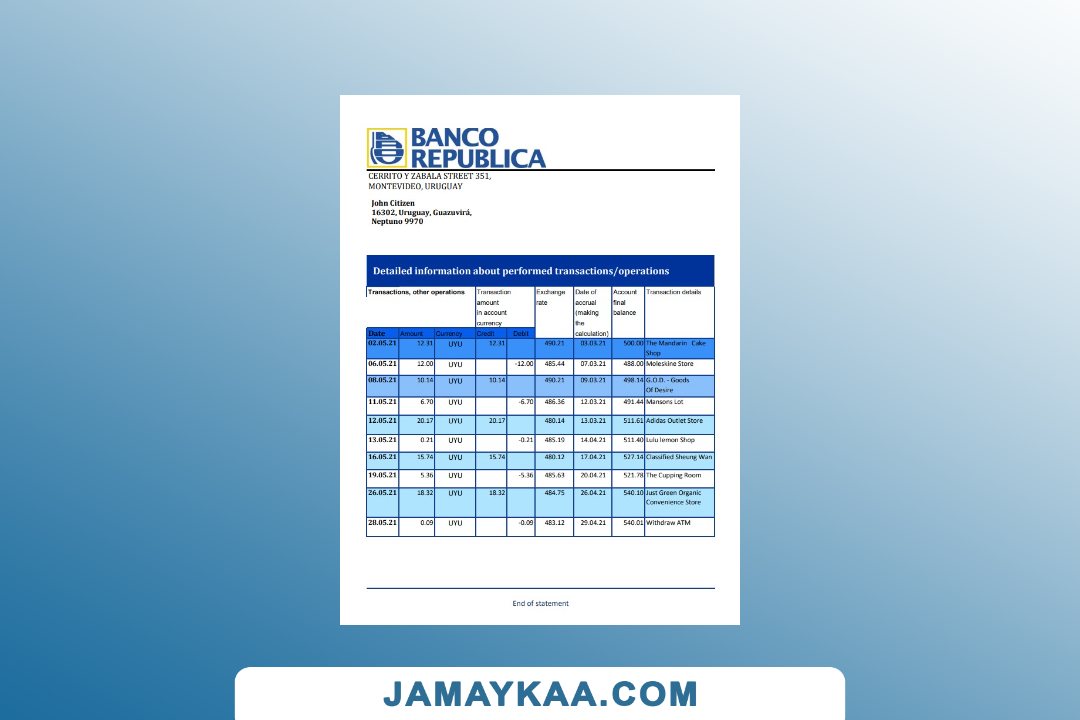 BANCO
REPUBLICA
CERRITO Y ZABALA STREET 351,
MONTEVIDEO, URUGUAY
John Citizen
16302, Uruguay, Guazuvirá,
Neptuno 9970
Detailed information about performed transactions/operations
Transactions, other operations
Transaction
amount
in account
currency
Exchange
rate
Date of
accrual
(making
the
calculation)
Account
final
balance
Transaction details
Date Amount Currency Credit Debit
02.05.21 12.31 UYU 12.31 490.21 03.03.21 500.00 The Mandarin Cake
Shop
06.05.21 12.00 UYU -12.00 485.44 07.03.21 488.00 Moleskine Store
08.05.21 10.14 UYU 10.14 490.21 09.03.21 498.14 G.O.D. - Goods
Of Desire
11.05.21 6.70 UYU -6.70 486.36 12.03.21 491.44 Mansons Lot
12.05.21 20.17 UYU 20.17 480.14 13.03.21 511.61 Adidas Outlet Store
13.05.21 0.21 UYU -0.21 485.19 14.04.21 511.40 Lulu lemon Shop
16.05.21 15.74 UYU 15.74 480.12 17.04.21 527.14 Classified Sheung Wan
19.05.21 5.36 UYU -5.36 485.63 20.04.21 521.78 The Cupping Room
26.05.21 18.32 UYU 18.32 484.75 26.04.21 540.10 Just Green Organic
Convenience Store
28.05.21 0.09 UYU -0.09 483.12 29.04.21 540.01 Withdraw ATM
End of statement
JAMAYKAA.COM